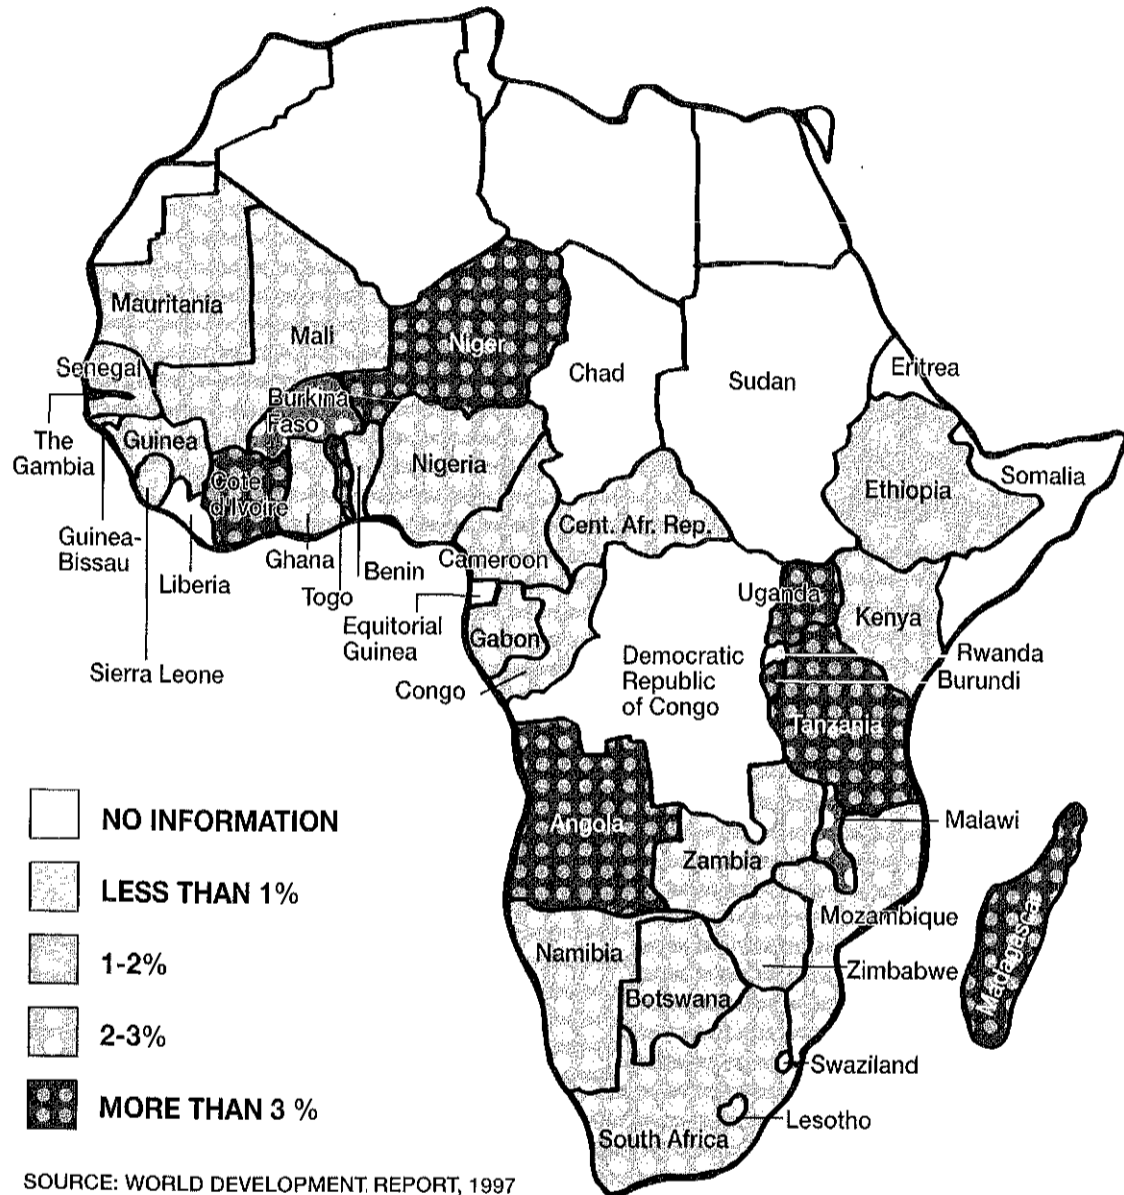 Mauritania
Mali
Niger
Chad
Sudan
Eritrea
Senegal
Burkina
Faso
The
Gambia
Guinea
Nigeria
Ethiopia
Somalia
Cote
d'Ivoire
Cent. Afr. Rep.
Guinea-
Bissau
Liberia
Ghana
Togo
Benin
Cameroon
Uganda
Kenya
Equitorial
Guinea
Gabon
Sierra Leone
Congo
Democratic
Republic
of Congo
Rwanda
Burundi
Tanzania
Angola
Zambia
Malawi
Mozambique
Madagascar
Namibia
Zimbabwe
Botswana
Swaziland
Lesotho
South Africa
NO INFORMATION
LESS THAN 1%
1-2%
2-3%
MORE THAN 3 %
SOURCE: WORLD DEVELOPMENT REPORT, 1997